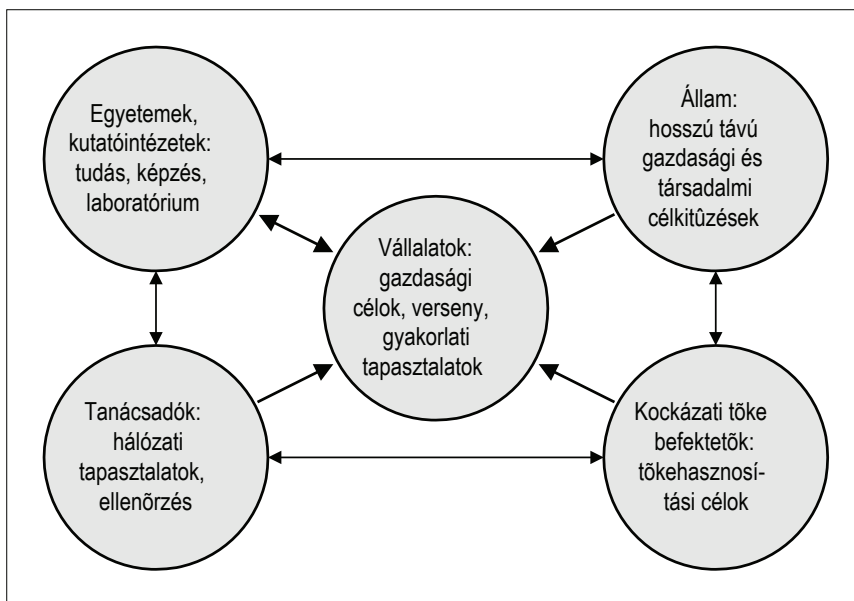 Egyetemek,
kutatóintézetek:
tudás, képzés,
laboratórium
Állam:
hosszú távú
gazdasági és
társadalmi
célkitûzések
Vállalatok:
gazdasági
célok, verseny,
gyakorlati
tapasztalatok
Tanácsadók:
hálózati
tapasztalatok,
ellenõrzés
Kockázati tõke
befektetõk:
tõkehasznosí-
tási célok